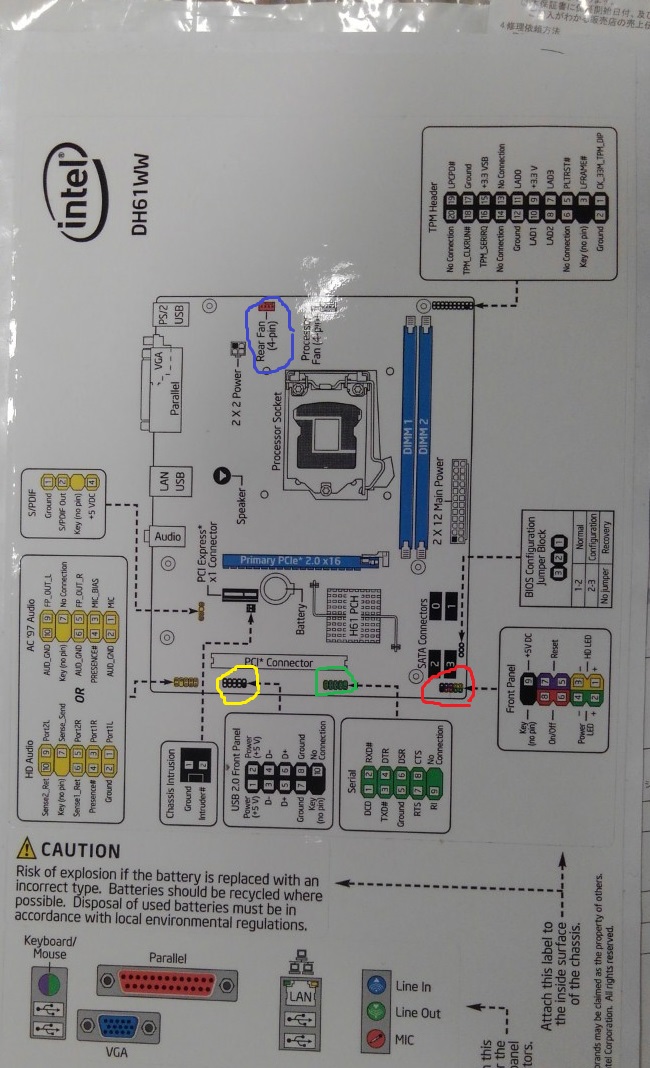 4.修理依頼方法
intel®
DH61WW
TPM Header
No Connection 20 19 LPCPD#
TPM_CLKRUN# 18 17 Ground
TPM_SERIRQ 16 15 +3.3 VSB
No Connection 14 13 No Connection
Ground 12 11 LAD0
LAD1 10 9 +3.3 V
LAD2 8 7 LAD3
No Connection 6 5 PLTRST#
Key (no pin) 3 LFRAME#
Ground 2 1 CK_33M_TPM_DIP
PS/2
USB
VGA
Parallel
LAN
USB
Audio
2 X 2 Power
Rear Fan
(4-pin)
Processor
Fan (4-pin)
Processor Socket
DIMM 1
DIMM 2
2 X 12 Main Power
Speaker
PCI Express*
x1 Connector
Primary PCIe* 2.0 x16
Battery
H61 PCH
SATA Connectors
0
1
2
3
PCI* Connector
S/PDIF
Ground 1
S/PDIF Out 2
Key (no pin)
+5 VDC 4
AC '97 Audio
AUD_GND 10 9 FP_OUT_L
Key (no pin) 7 No Connection
AUD_GND 6 5 FP_OUT_R
PRESENCE# 4 3 MIC_BIAS
AUD_GND 2 1 MIC
OR
HD Audio
Sense2_Ret 10 9 Port2L
Key (no pin) 7 Sense_Send
Sense1_Ret 6 5 Port2R
Presence# 4 3 Port1R
Ground 2 1 Port1L
BIOS Configuration
Jumper Block
3 2 1
1-2 Normal
2-3 Configuration
No Jumper Recovery
Front Panel
Key (no pin) 9 +5V DC
On/Off 8 7 6 5 Reset
Power LED - + 4 3 2 1 - HD LED +
Chassis Intrusion
Ground 1
Intruder# 2
USB 2.0 Front Panel
Power (+5 V) 1 2 Power (+5 V)
D- 3 4 D-
D+ 5 6 D+
Ground 7 8 Ground
Key (no pin) 10 No Connection
Serial
DCD 1 2 RXD#
TXD# 3 4 DTR
Ground 5 6 DSR
RTS 7 8 CTS
RI 9 No Connection
CAUTION
Risk of explosion if the battery is replaced with an
incorrect type. Batteries should be recycled where
possible. Disposal of used batteries must be in
accordance with local environmental regulations.
Keyboard/
Mouse
Parallel
VGA
LAN
Line In
Line Out
MIC
Attach this label to
the inside surface
of the chassis.
brands may be claimed as the property of others.
Intel Corporation. All rights reserved.